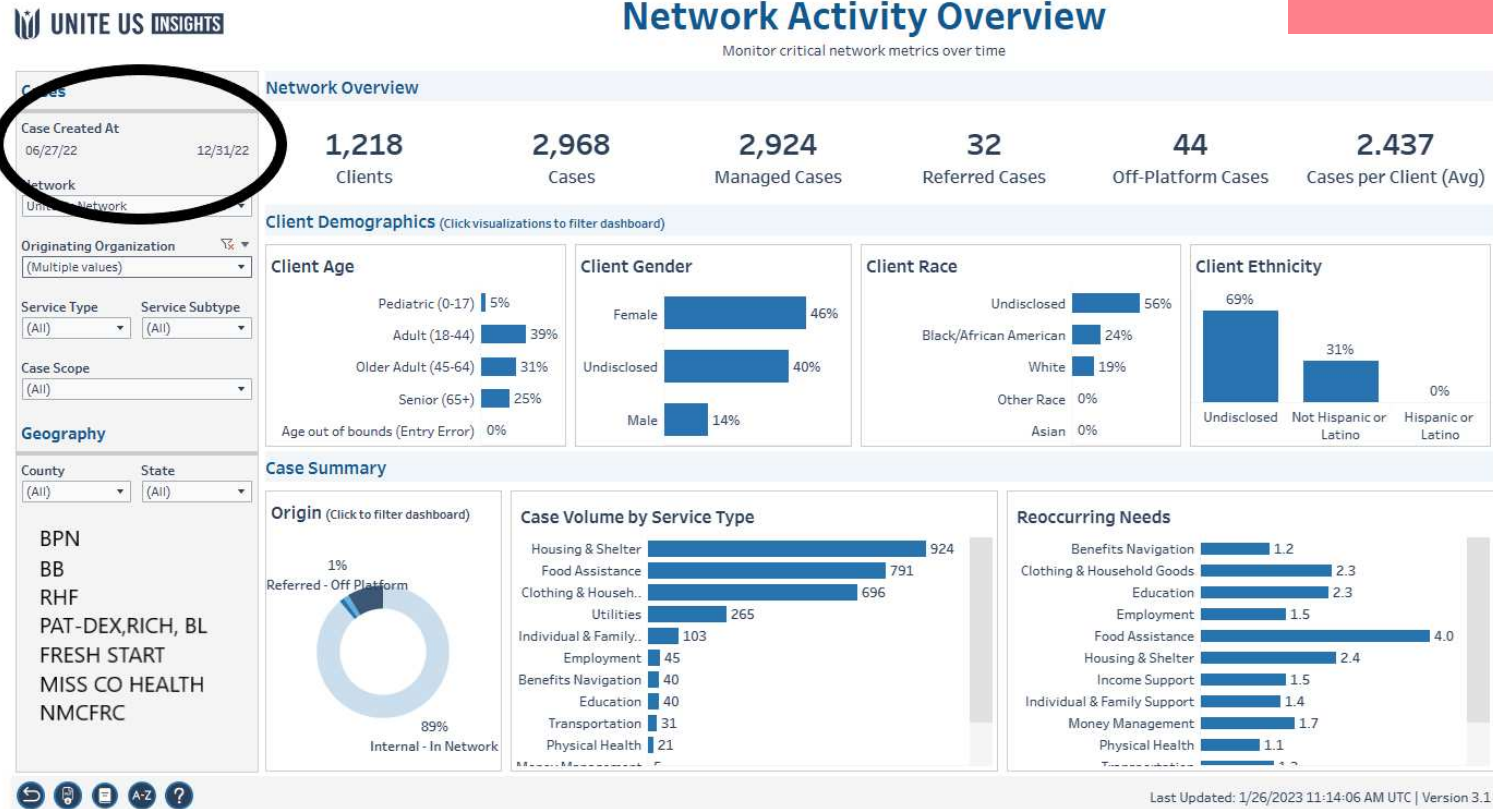 UNITE US INSIGHTS
Network Activity Overview
Monitor critical network metrics over time
Cases
Case Created At
06/27/22 12/31/22
Network
Unite Network
Originating Organization
(Multiple values)
Service Type Service Subtype
(All) (All)
Case Scope
(All)
Geography
County State
(All) (All)
BPN
BB
RHF
PAT-DEX,RICH, BL
FRESH START
MISS CO HEALTH
NMCFRC
Network Overview
1,218 2,968 2,924 32 44 2.437
Clients Cases Managed Cases Referred Cases Off-Platform Cases Cases per Client (Avg)
Client Demographics (Click visualizations to filter dashboard)
Client Age
Pediatric (0-17) 5%
Adult (18-44) 39%
Older Adult (45-64) 31%
Senior (65+) 25%
Age out of bounds (Entry Error) 0%
Client Gender
Female 46%
Undisclosed 40%
Male 14%
Client Race
Undisclosed 56%
Black/African American 24%
White 19%
Other Race 0%
Asian 0%
Client Ethnicity
69% 31% 0%
Undisclosed Not Hispanic or Latino Hispanic or Latino
Case Summary
Origin (Click to filter dashboard)
1%
Referred - Off Platform
89%
Internal - In Network
Case Volume by Service Type
Housing & Shelter 924
Food Assistance 791
Clothing & Househ.. 696
Utilities 265
Individual & Family.. 103
Employment 45
Benefits Navigation 40
Education 40
Transportation 31
Physical Health 21
Money Management 5
Reoccurring Needs
Benefits Navigation 1.2
Clothing & Household Goods 2.3
Education 2.3
Employment 1.5
Food Assistance 4.0
Housing & Shelter 2.4
Income Support 1.5
Individual & Family Support 1.4
Money Management 1.7
Physical Health 1.1
Transportation
A-Z ?
Last Updated: 1/26/2023 11:14:06 AM UTC | Version 3.1